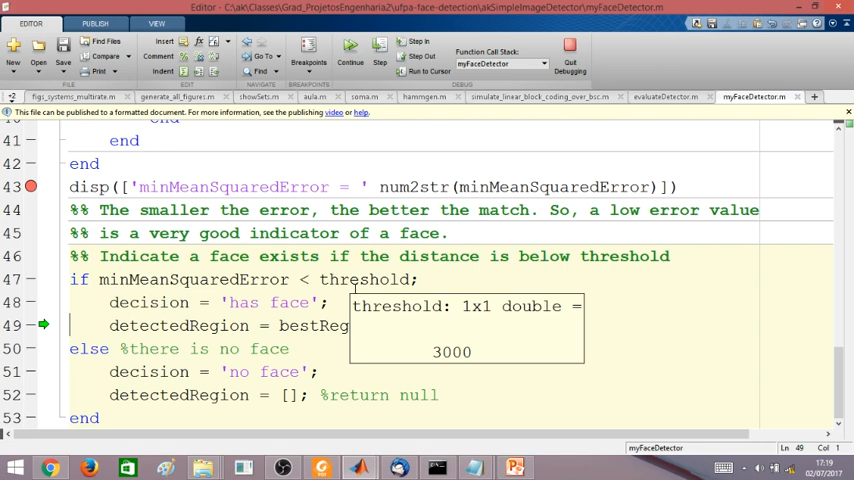 Editor - C:\ak\Classes\Grad_ProjetosEngenharia2\ufpa-face-detection\akSimpleImageDetector\myFaceDetector.m
EDITOR PUBLISH VIEW
New Open Save Find Files Compare Print
Insert Comment Indent
Go To Find
Breakpoints
Continue Step Step In Step Out Run to Cursor
Function Call Stack:
myFaceDetector
Quit Debugging
FILE EDIT NAVIGATE BREAKPOINTS DEBUG
figs_systems_multirate.m generate_all_figures.m showSets.m aula.m soma.m hammgen.m simulate_linear_block_coding_over_bsc.m evaluateDetector.m myFaceDetector.m
This file can be published to a formatted document. For more information, see the publishing video or help.
41 end
42 end
43 disp(['minMeanSquaredError = ' num2str(minMeanSquaredError)])
44 %% The smaller the error, the better the match. So, a low error value
45 %% is a very good indicator of a face.
46 %% Indicate a face exists if the distance is below threshold
47 if minMeanSquaredError < threshold;
48 decision = 'has face';
49 detectedRegion = bestReg
threshold: 1x1 double =
3000
50 else %there is no face
51 decision = 'no face';
52 detectedRegion = []; %return null
53 end
myFaceDetector Ln 49 Col 1
17:19
02/07/2017